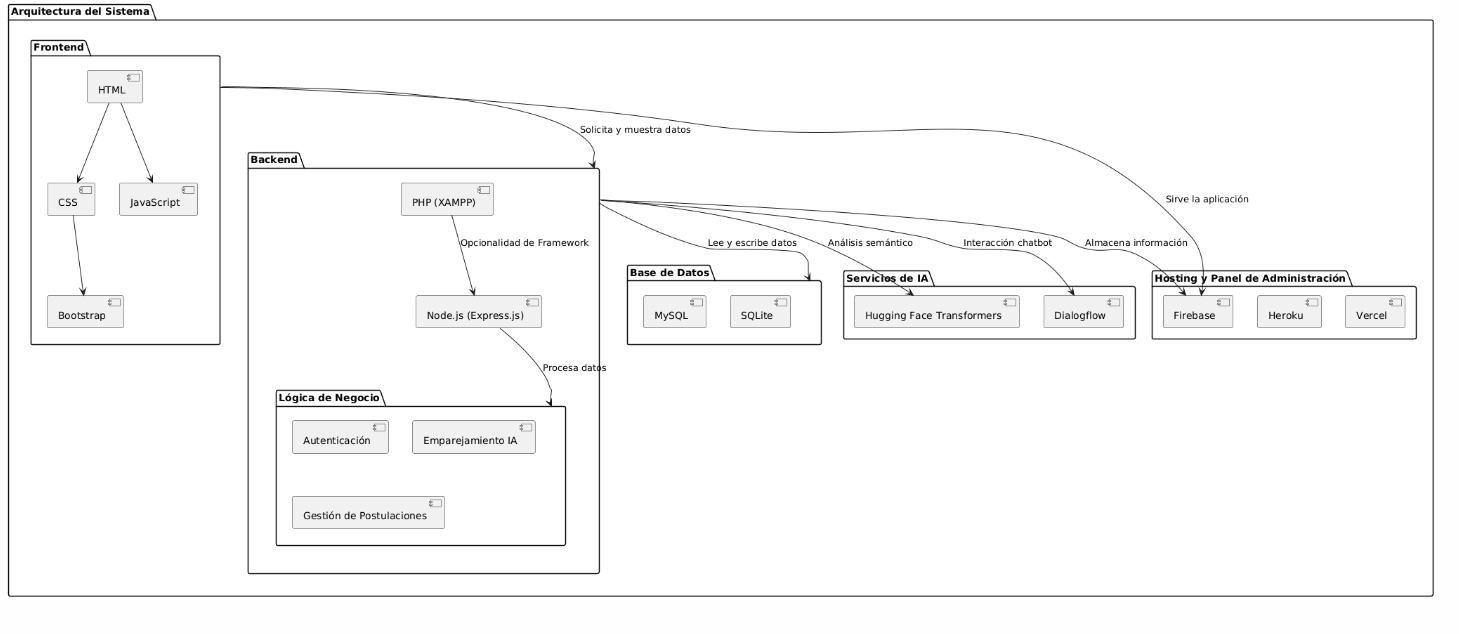 Arquitectura del Sistema
Frontend
HTML
CSS
JavaScript
Bootstrap
Solicita y muestra datos
Sirve la aplicación
Backend
PHP (XAMPP)
Opcionalidad de Framework
Node.js (Express.js)
Procesa datos
Lógica de Negocio
Autenticación
Emparejamiento IA
Gestión de Postulaciones
Lee y escribe datos
Análisis semántico
Interacción chatbot
Almacena información
Base de Datos
MySQL
SQLite
Servicios de IA
Hugging Face Transformers
Dialogflow
Hosting y Panel de Administración
Firebase
Heroku
Vercel